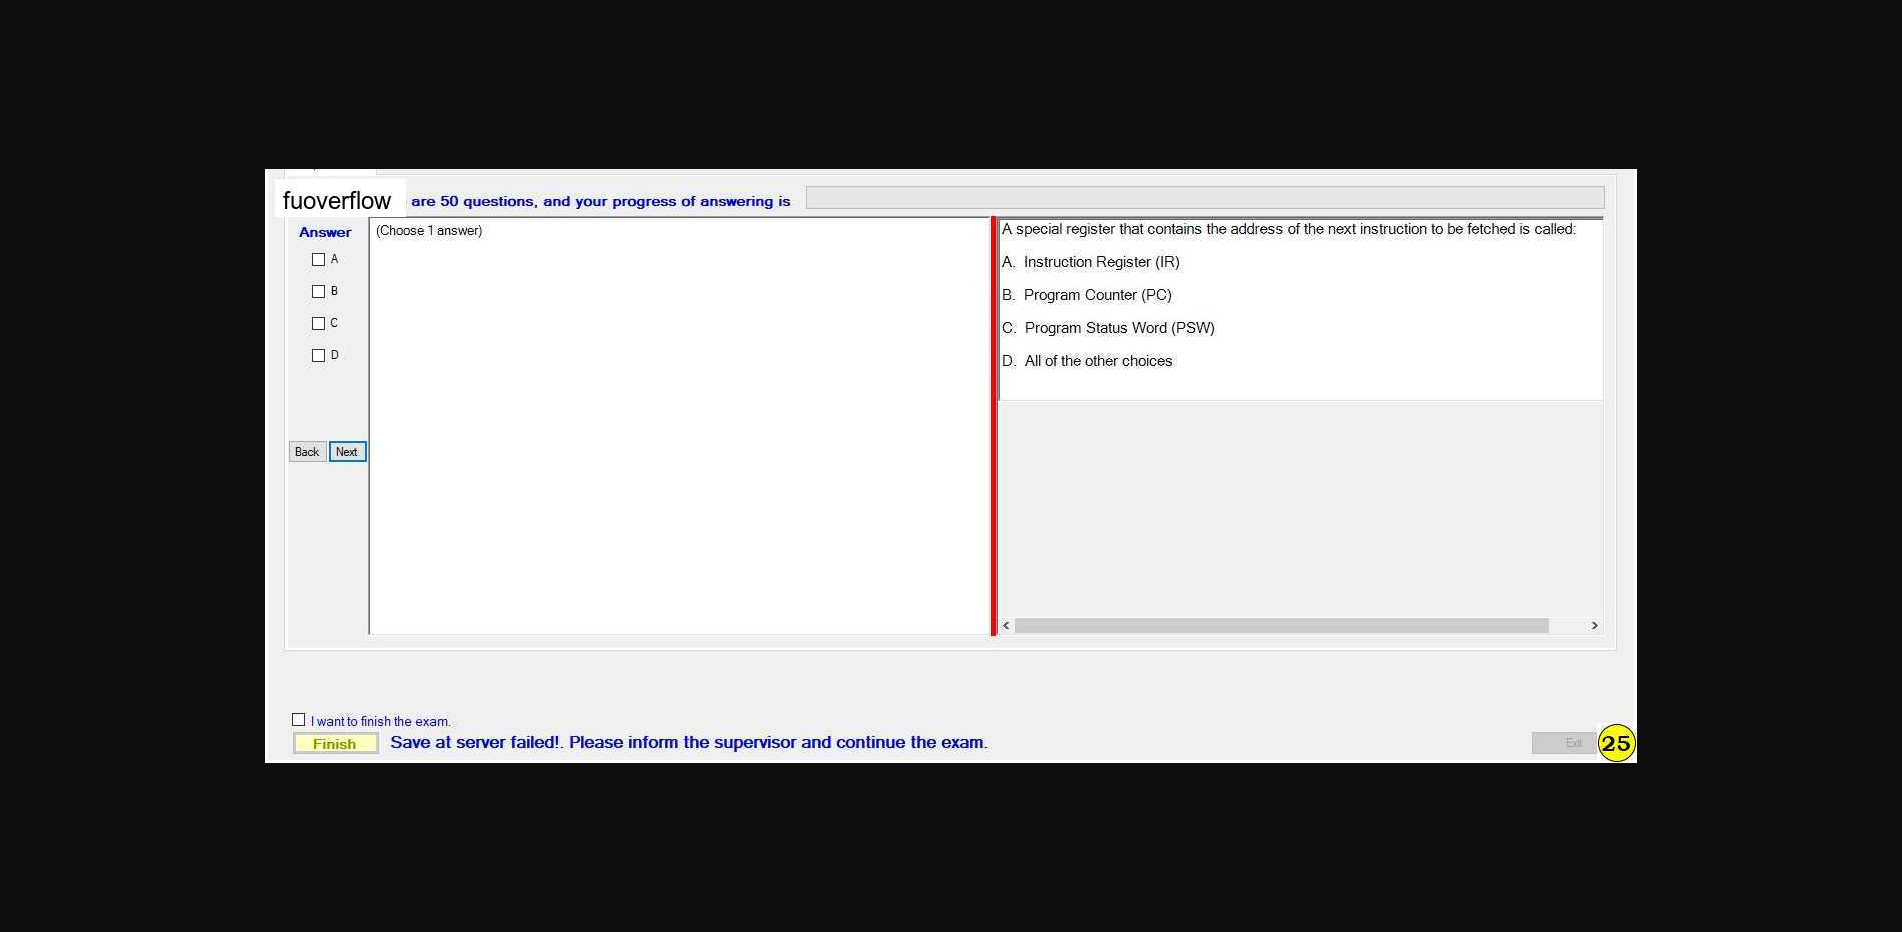 fuoverflow are 50 questions, and your progress of answering is
Answer
(Choose 1 answer)
A
B
C
D
Back Next
A special register that contains the address of the next instruction to be fetched is called:
A. Instruction Register (IR)
B. Program Counter (PC)
C. Program Status Word (PSW)
D. All of the other choices
I want to finish the exam.
Finish Save at server failed!. Please inform the supervisor and continue the exam.
Exit 25